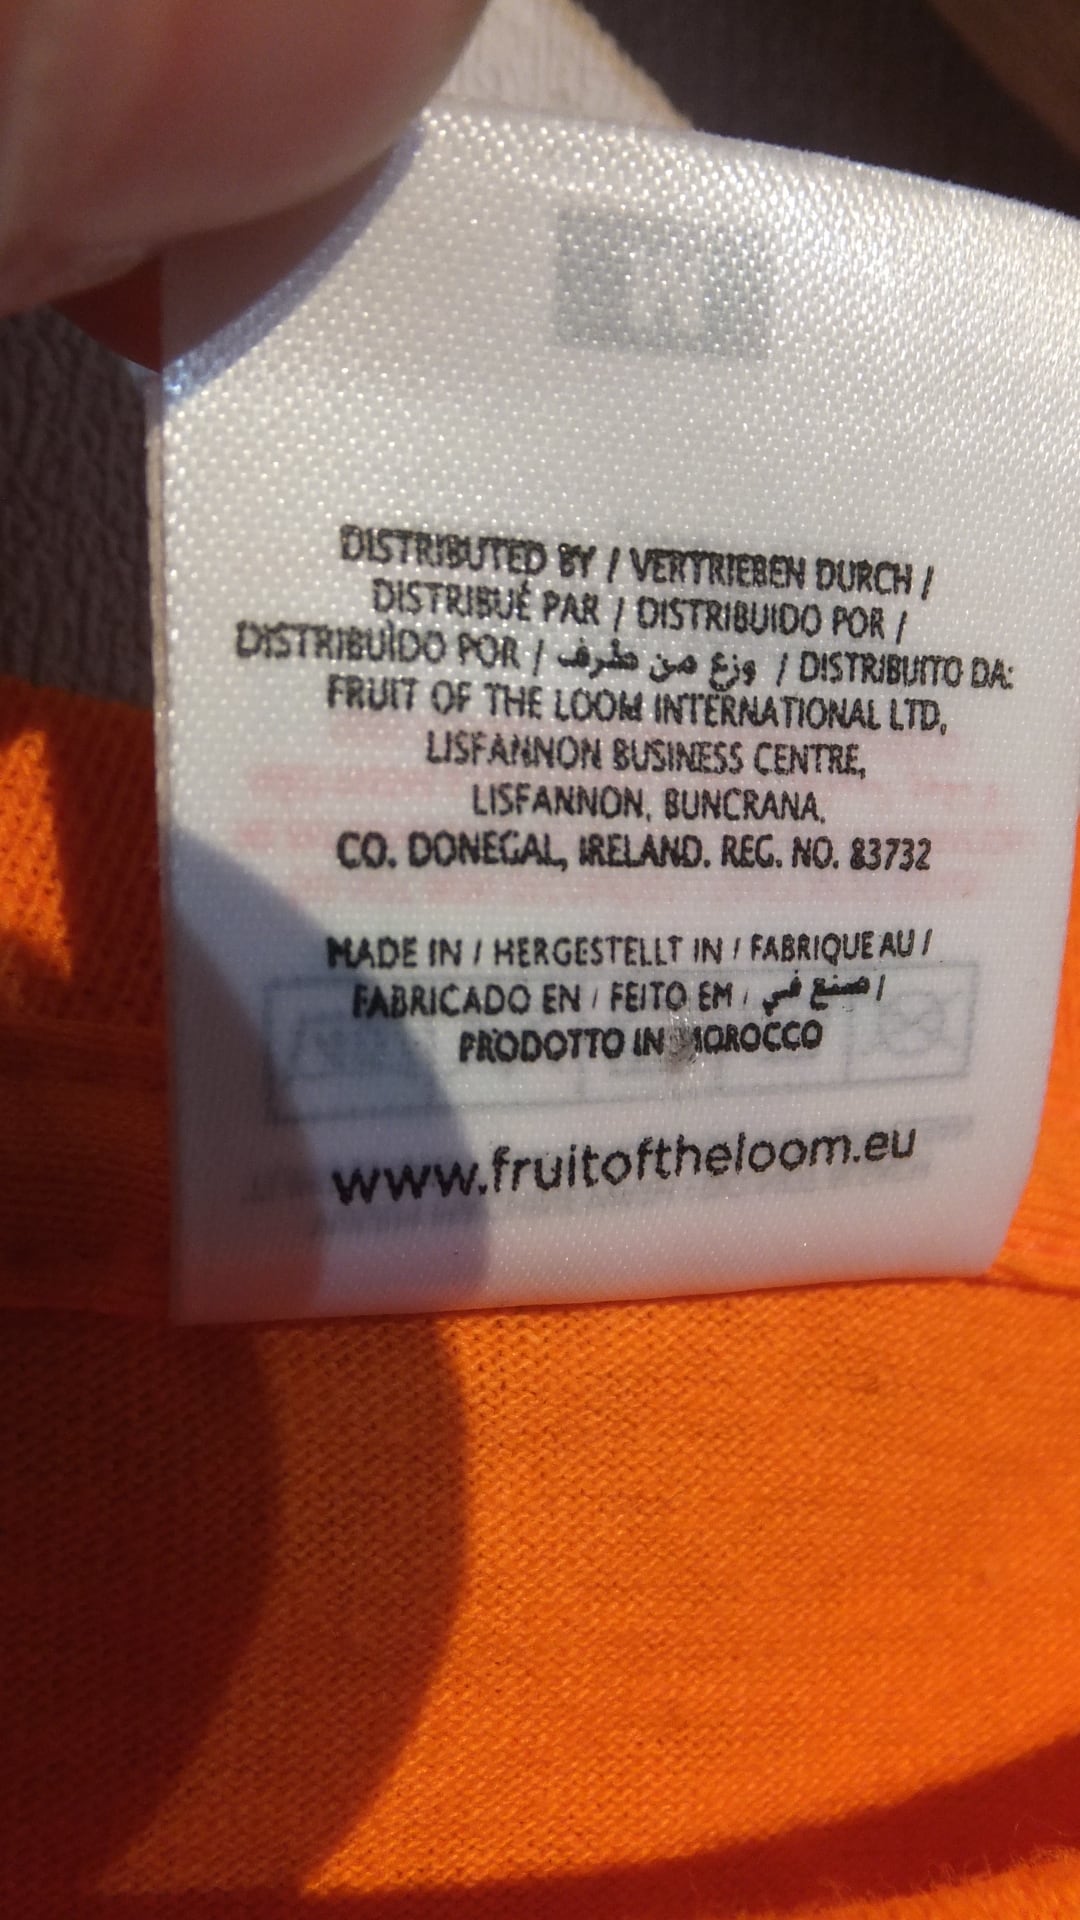 DISTRIBUTED BY / VERTRIEBEN DURCH /
DISTRIBUÉ PAR / DISTRIBUIDO POR /
DISTRIBUÌDO POR / وزع من طرف / DISTRIBUITO DA:
FRUIT OF THE LOOM INTERNATIONAL LTD,
LISFANNON BUSINESS CENTRE,
LISFANNON, BUNCRANA,
CO. DONEGAL, IRELAND. REG. NO. 83732
MADE IN / HERGESTELLT IN / FABRIQUE AU /
FABRICADO EN / FEITO EM / صنع في /
PRODOTTO IN MOROCCO
www.fruitoftheloom.eu